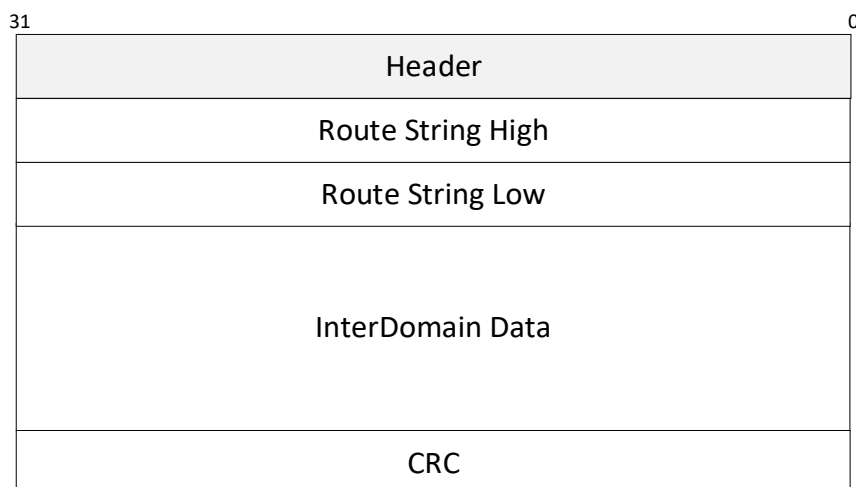 31 0
Header
Route String High
Route String Low
InterDomain Data
CRC